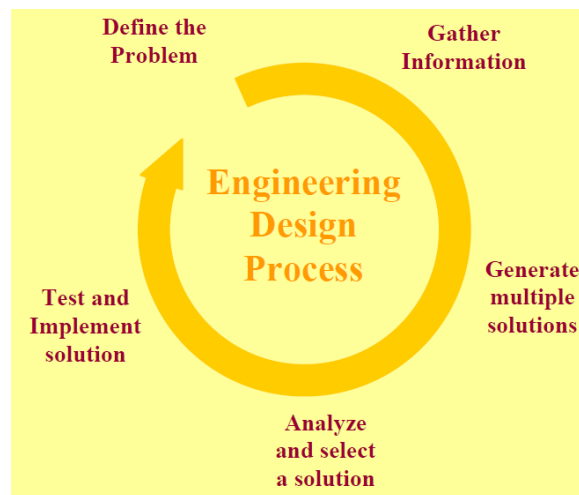 Define the
Problem
Gather
Information
Engineering
Design
Process
Generate
multiple
solutions
Analyze
and select
a solution
Test and
Implement
solution